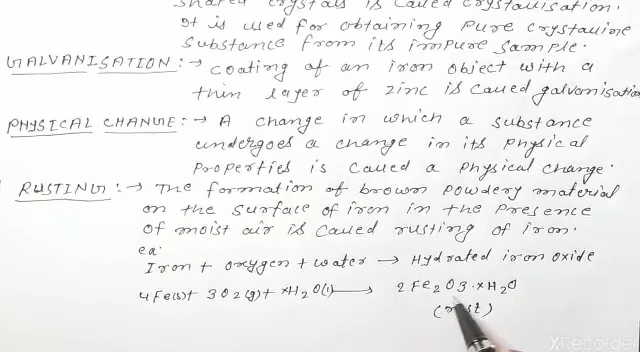 shaped crystals is called crystallisation.
It is used for obtaining pure crystalline
substance from its impure sample.
GALVANISATION :→ coating of an iron object with a
thin layer of zinc is called galvanisation
PHYSICAL CHANGE :→ A change in which a substance
undergoes a change in its physical
properties is called a physical change.
RUSTING :→ The formation of brown powdery material
on the surface of iron in the presence
of moist air is called rusting of iron.
eg:
Iron + oxygen + water → Hydrated iron oxide
4Fe(s) + 3O2(g) + xH2O(l) → 2Fe2O3.xH2O
(rust)
XRecorder